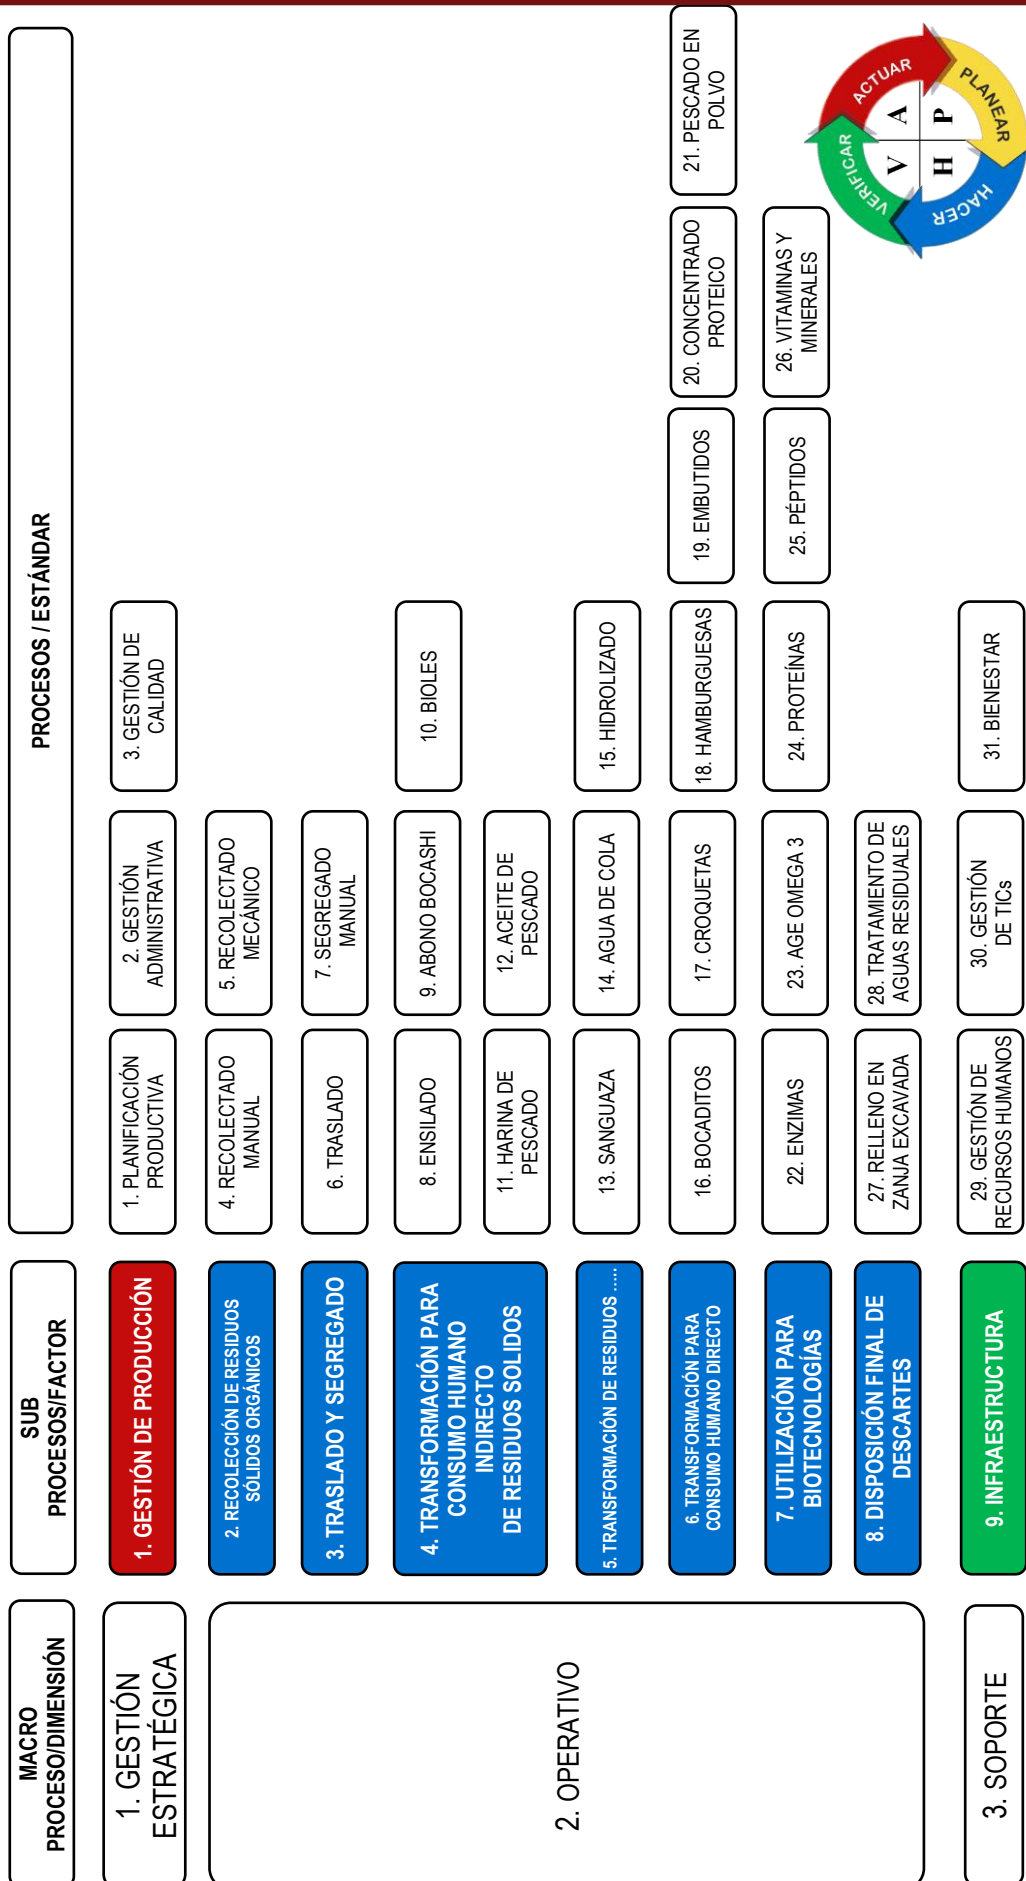 MACRO
PROCESO/DIMENSIÓN
SUB
PROCESOS/FACTOR
PROCESOS / ESTÁNDAR
1. GESTIÓN
ESTRATÉGICA
1. GESTIÓN DE PRODUCCIÓN
1. PLANIFICACIÓN
PRODUCTIVA
2. GESTIÓN
ADMINISTRATIVA
3. GESTIÓN DE
CALIDAD
2. OPERATIVO
2. RECOLECCIÓN DE RESIDUOS
SÓLIDOS ORGÁNICOS
4. RECOLECTADO
MANUAL
5. RECOLECTADO
MECÁNICO
3. TRASLADO Y SEGREGADO
6. TRASLADO
7. SEGREGADO
MANUAL
4. TRANSFORMACIÓN PARA
CONSUMO HUMANO
INDIRECTO
DE RESIDUOS SOLIDOS
8. ENSILADO
9. ABONO BOCASHI
10. BIOLES
11. HARINA DE
PESCADO
12. ACEITE DE
PESCADO
5. TRANSFORMACIÓN DE RESIDUOS .....
13. SANGUAZA
14. AGUA DE COLA
15. HIDROLIZADO
6. TRANSFORMACIÓN PARA
CONSUMO HUMANO DIRECTO
16. BOCADITOS
17. CROQUETAS
18. HAMBURGUESAS
19. EMBUTIDOS
20. CONCENTRADO
PROTEICO
21. PESCADO EN
POLVO
7. UTILIZACIÓN PARA
BIOTECNOLOGÍAS
22. ENZIMAS
23. AGE OMEGA 3
24. PROTEÍNAS
25. PÉPTIDOS
26. VITAMINAS Y
MINERALES
8. DISPOSICIÓN FINAL DE
DESCARTES
27. RELLENO EN
ZANJA EXCAVADA
28. TRATAMIENTO DE
AGUAS RESIDUALES
3. SOPORTE
9. INFRAESTRUCTURA
29. GESTIÓN DE
RECURSOS HUMANOS
30. GESTIÓN
DE TICs
31. BIENESTAR
ACTUAR
PLANEAR
VERIFICAR
HACER
A
P
V
H